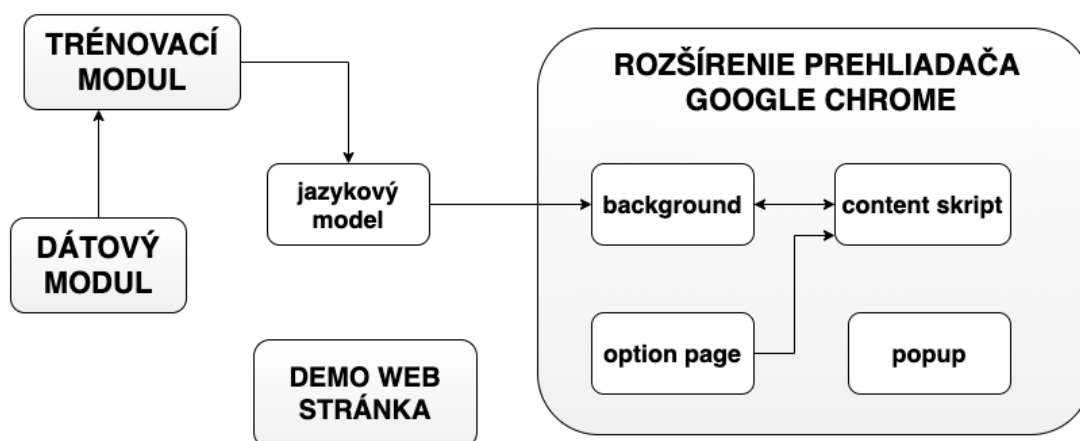 TRÉNOVACÍ
MODUL
ROZŠÍRENIE PREHLIADAČA
GOOGLE CHROME
jazykový
model
background
content skript
DÁTOVÝ
MODUL
option page
popup
DEMO WEB
STRÁNKA